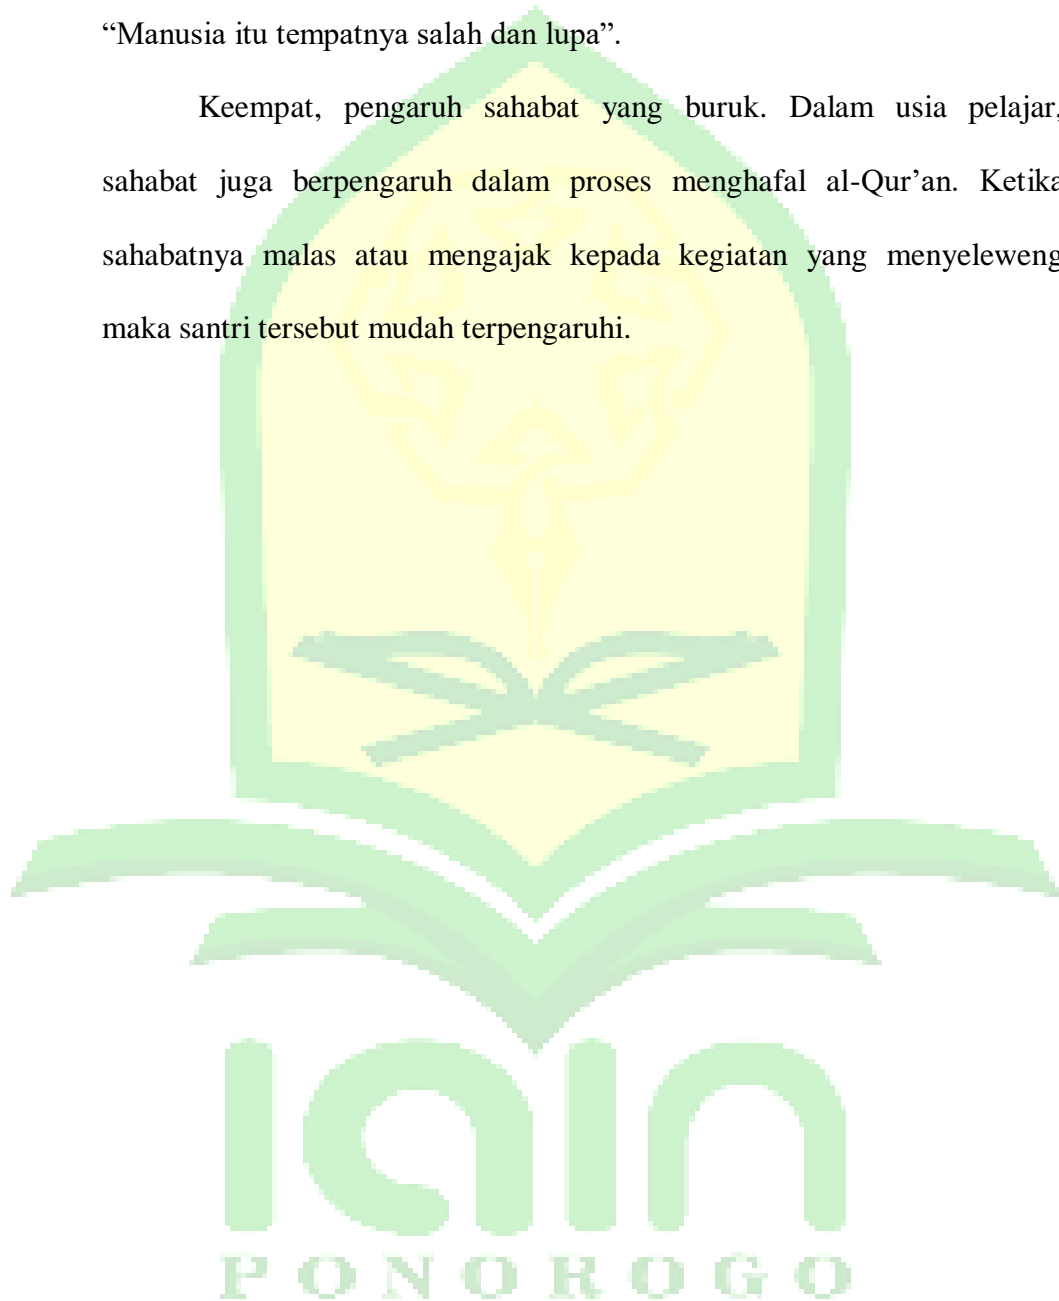 “Manusia itu tempatnya salah dan lupa”.
Keempat, pengaruh sahabat yang buruk. Dalam usia pelajar,
sahabat juga berpengaruh dalam proses menghafal al-Qur’an. Ketika
sahabatnya malas atau mengajak kepada kegiatan yang menyeleweng
maka santri tersebut mudah terpengaruhi.
IAIN
PONOROGO